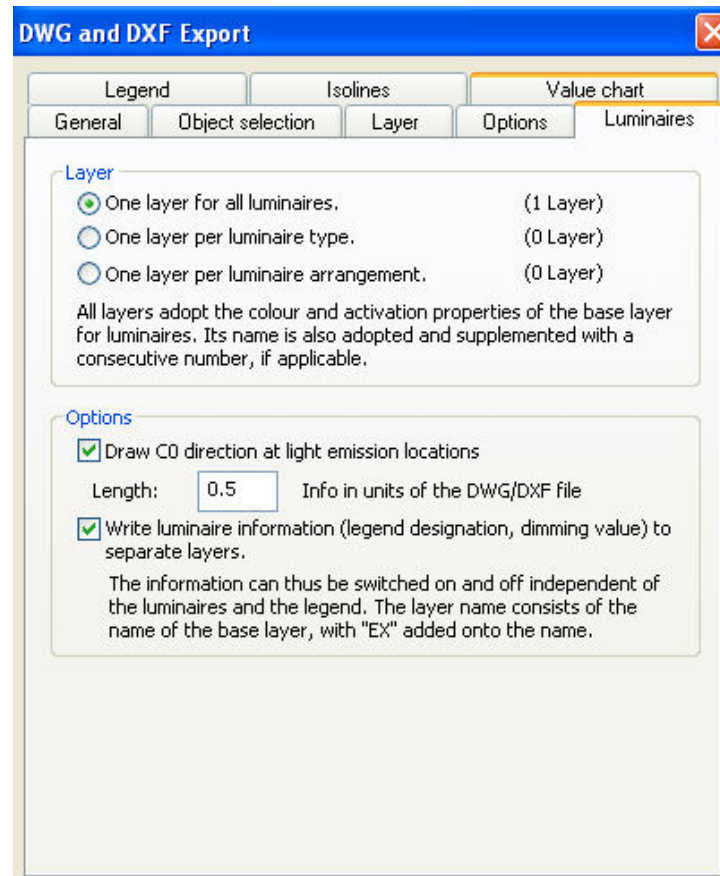 DWG and DXF Export
Legend Isolines Value chart
General Object selection Layer Options Luminaires
Layer
One layer for all luminaires. (1 Layer)
One layer per luminaire type. (0 Layer)
One layer per luminaire arrangement. (0 Layer)
All layers adopt the colour and activation properties of the base layer
for luminaires. Its name is also adopted and supplemented with a
consecutive number, if applicable.
Options
Draw C0 direction at light emission locations
Length: 0.5 Info in units of the DWG/DXF file
Write luminaire information (legend designation, dimming value) to
separate layers.
The information can thus be switched on and off independent of
the luminaires and the legend. The layer name consists of the
name of the base layer, with "EX" added onto the name.